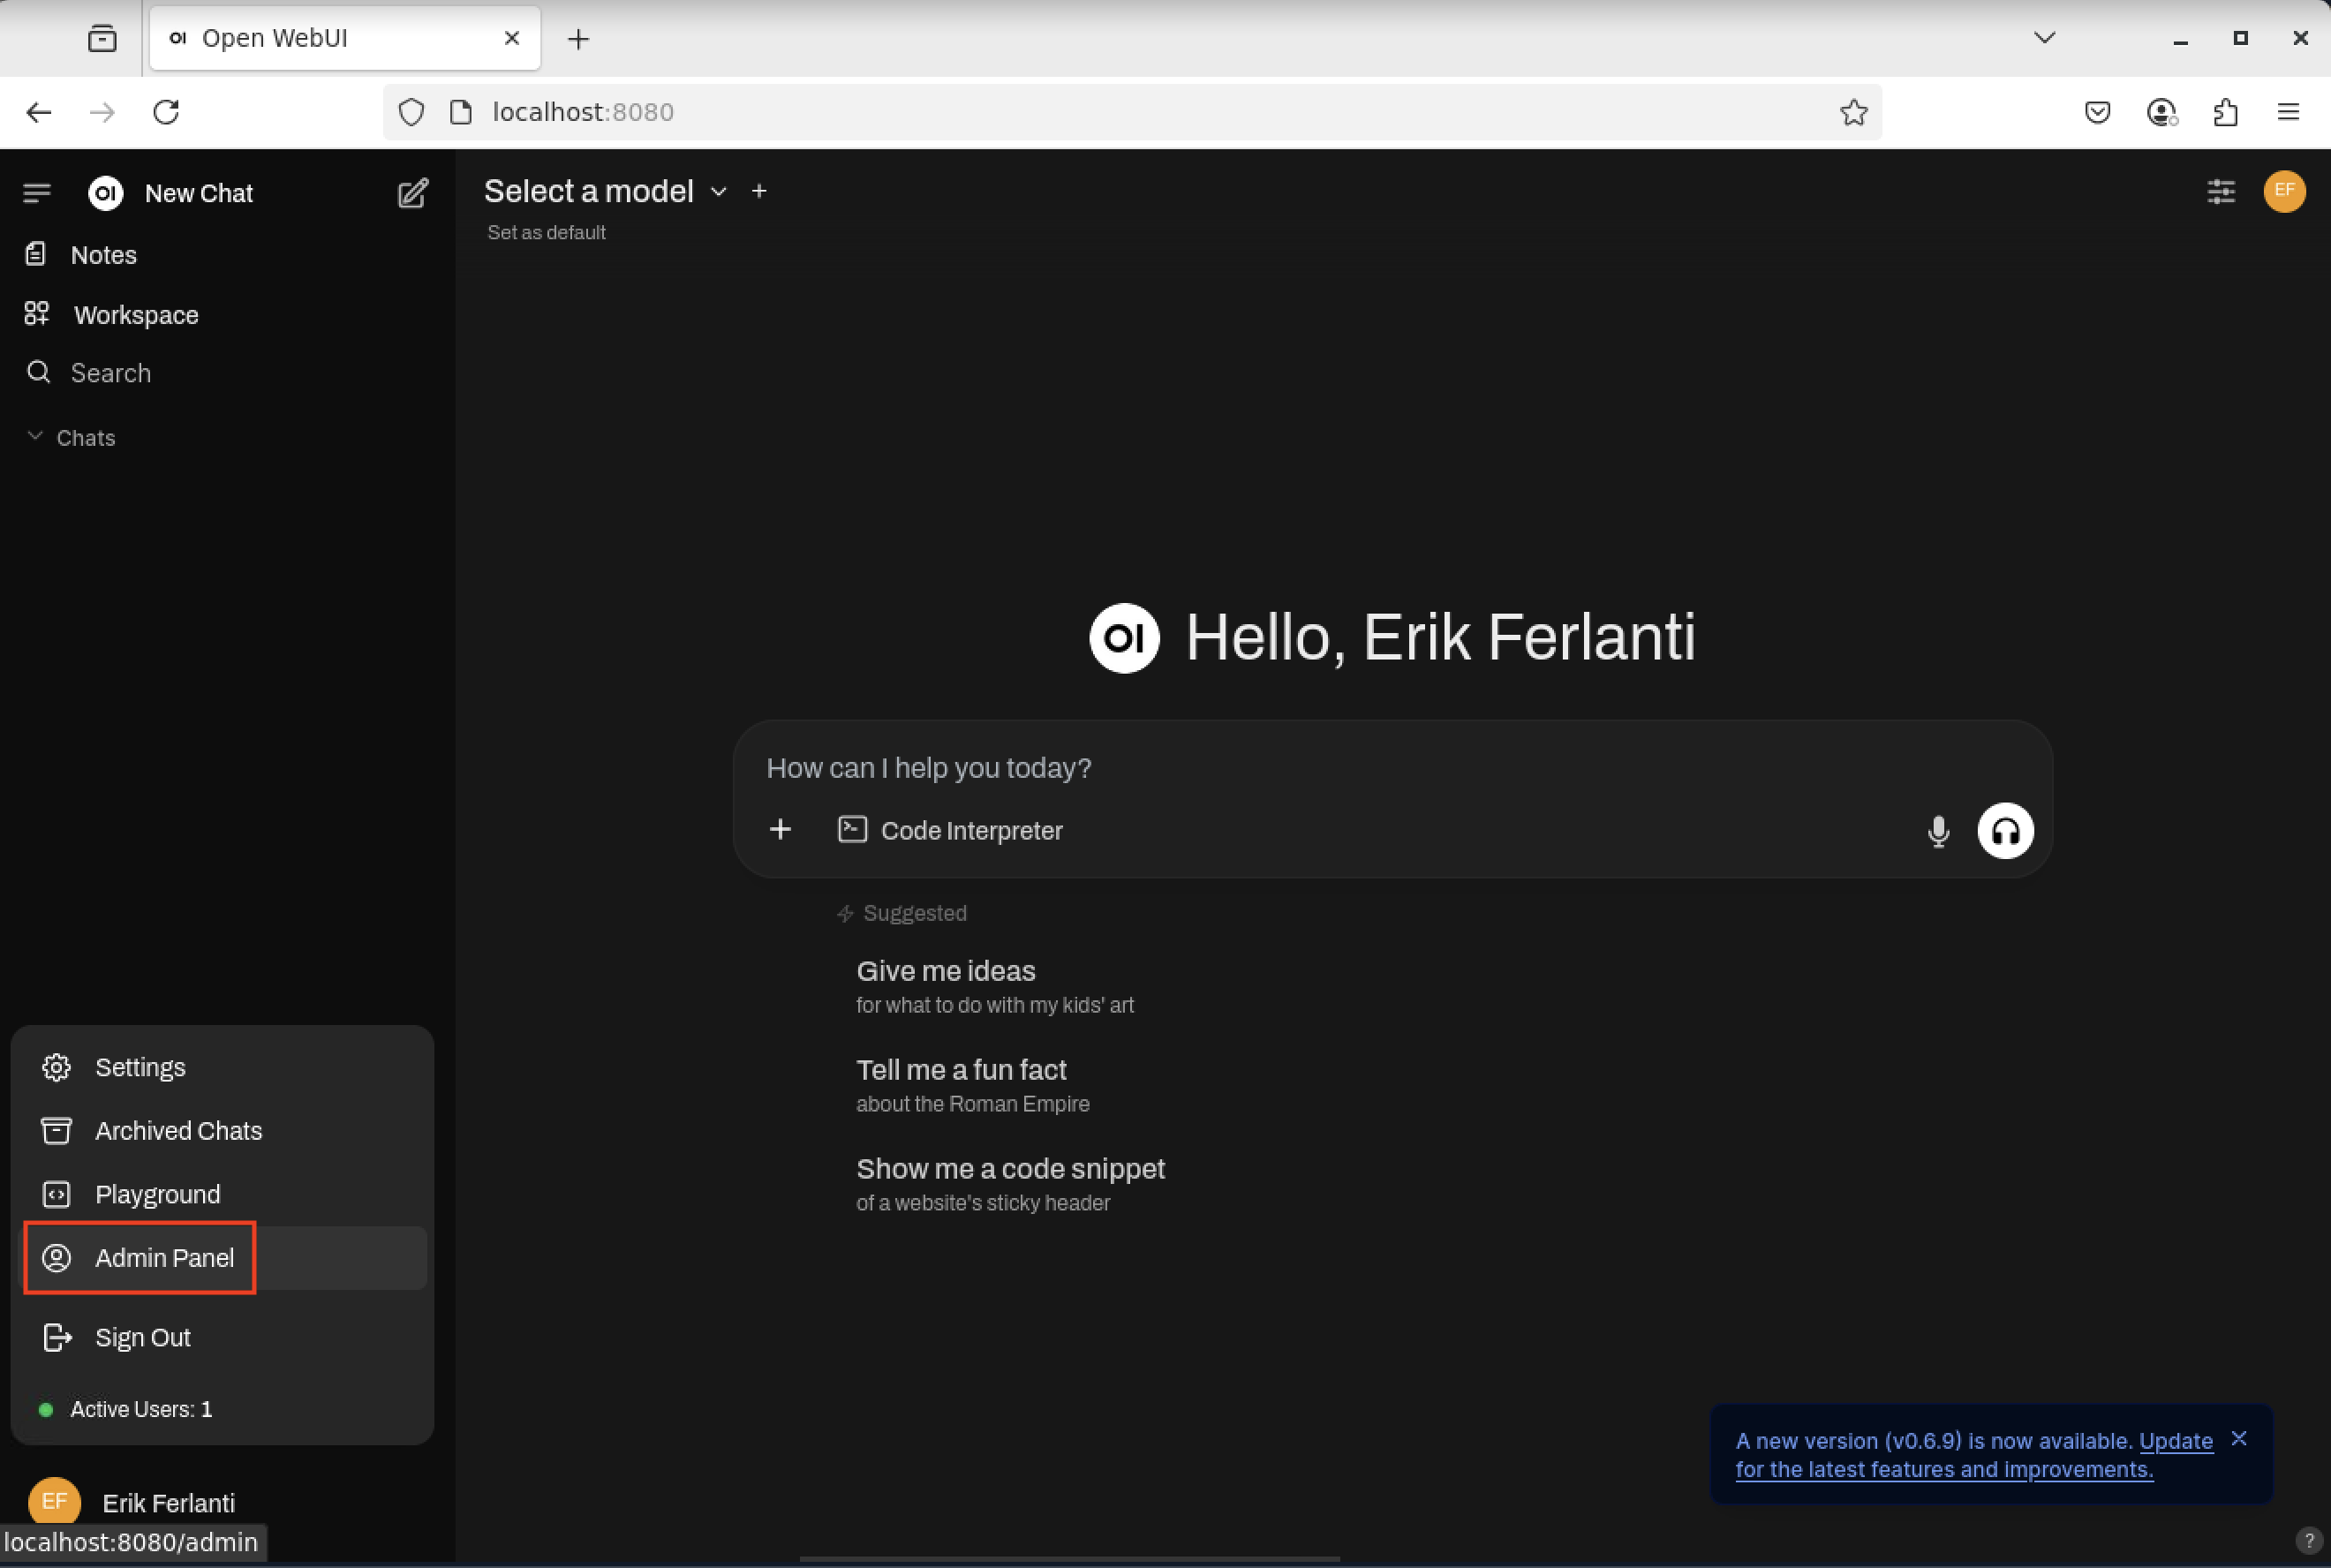 OI Open WebUI
localhost:8080
OI New Chat
Notes
Workspace
Search
Chats
Select a model
Set as default
EF
OI Hello, Erik Ferlanti
How can I help you today?
Code Interpreter
Suggested
Give me ideas
for what to do with my kids' art
Tell me a fun fact
about the Roman Empire
Show me a code snippet
of a website's sticky header
Settings
Archived Chats
Playground
Admin Panel
Sign Out
Active Users: 1
EF Erik Ferlanti
localhost:8080/admin
A new version (v0.6.9) is now available. Update
for the latest features and improvements.
?